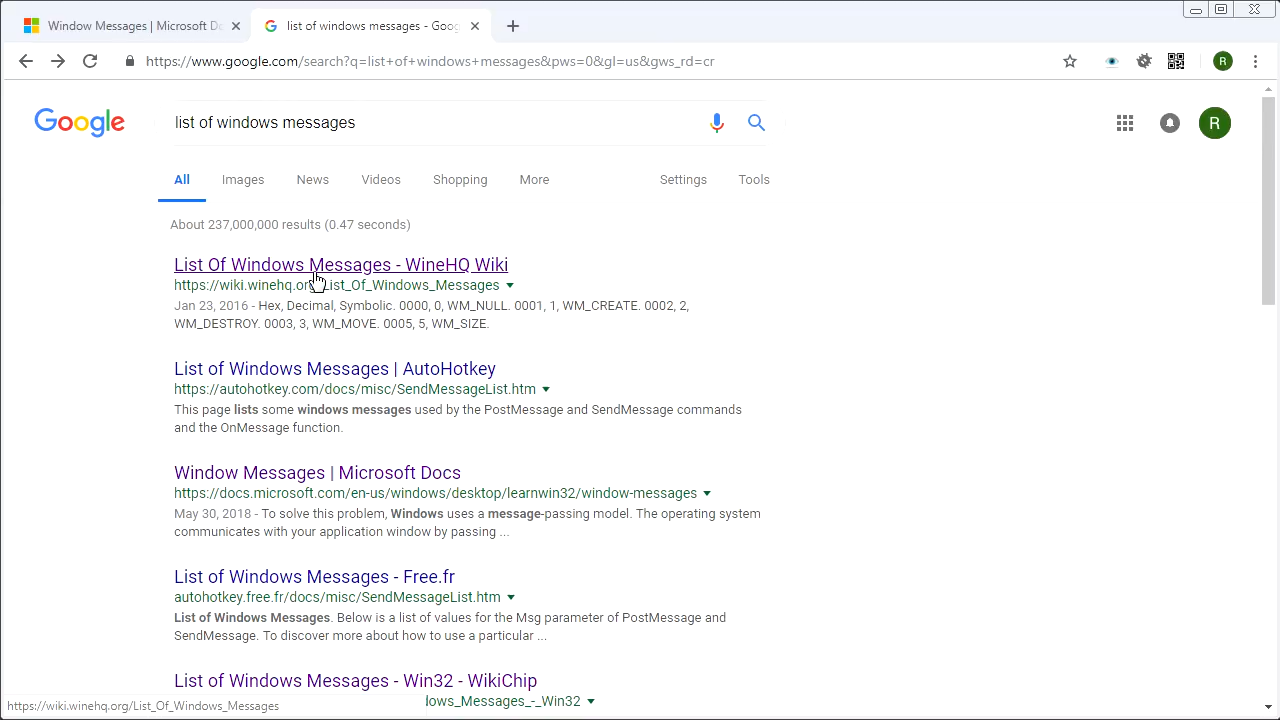 Window Messages | Microsoft Do
list of windows messages - Goog
https://www.google.com/search?q=list+of+windows+messages&pws=0&gl=us&gws_rd=cr
R
Google
list of windows messages
R
All Images News Videos Shopping More Settings Tools
About 237,000,000 results (0.47 seconds)
List Of Windows Messages - WineHQ Wiki
https://wiki.winehq.org/List_Of_Windows_Messages
Jan 23, 2016 - Hex, Decimal, Symbolic. 0000, 0, WM_NULL. 0001, 1, WM_CREATE. 0002, 2,
WM_DESTROY. 0003, 3, WM_MOVE. 0005, 5, WM_SIZE.
List of Windows Messages | AutoHotkey
https://autohotkey.com/docs/misc/SendMessageList.htm
This page lists some windows messages used by the PostMessage and SendMessage commands
and the OnMessage function.
Window Messages | Microsoft Docs
https://docs.microsoft.com/en-us/windows/desktop/learnwin32/window-messages
May 30, 2018 - To solve this problem, Windows uses a message-passing model. The operating system
communicates with your application window by passing ...
List of Windows Messages - Free.fr
autohotkey.free.fr/docs/misc/SendMessageList.htm
List of Windows Messages. Below is a list of values for the Msg parameter of PostMessage and
SendMessage. To discover more about how to use a particular ...
List of Windows Messages - Win32 - WikiChip
lows_Messages_-_Win32
https://wiki.winehq.org/List_Of_Windows_Messages